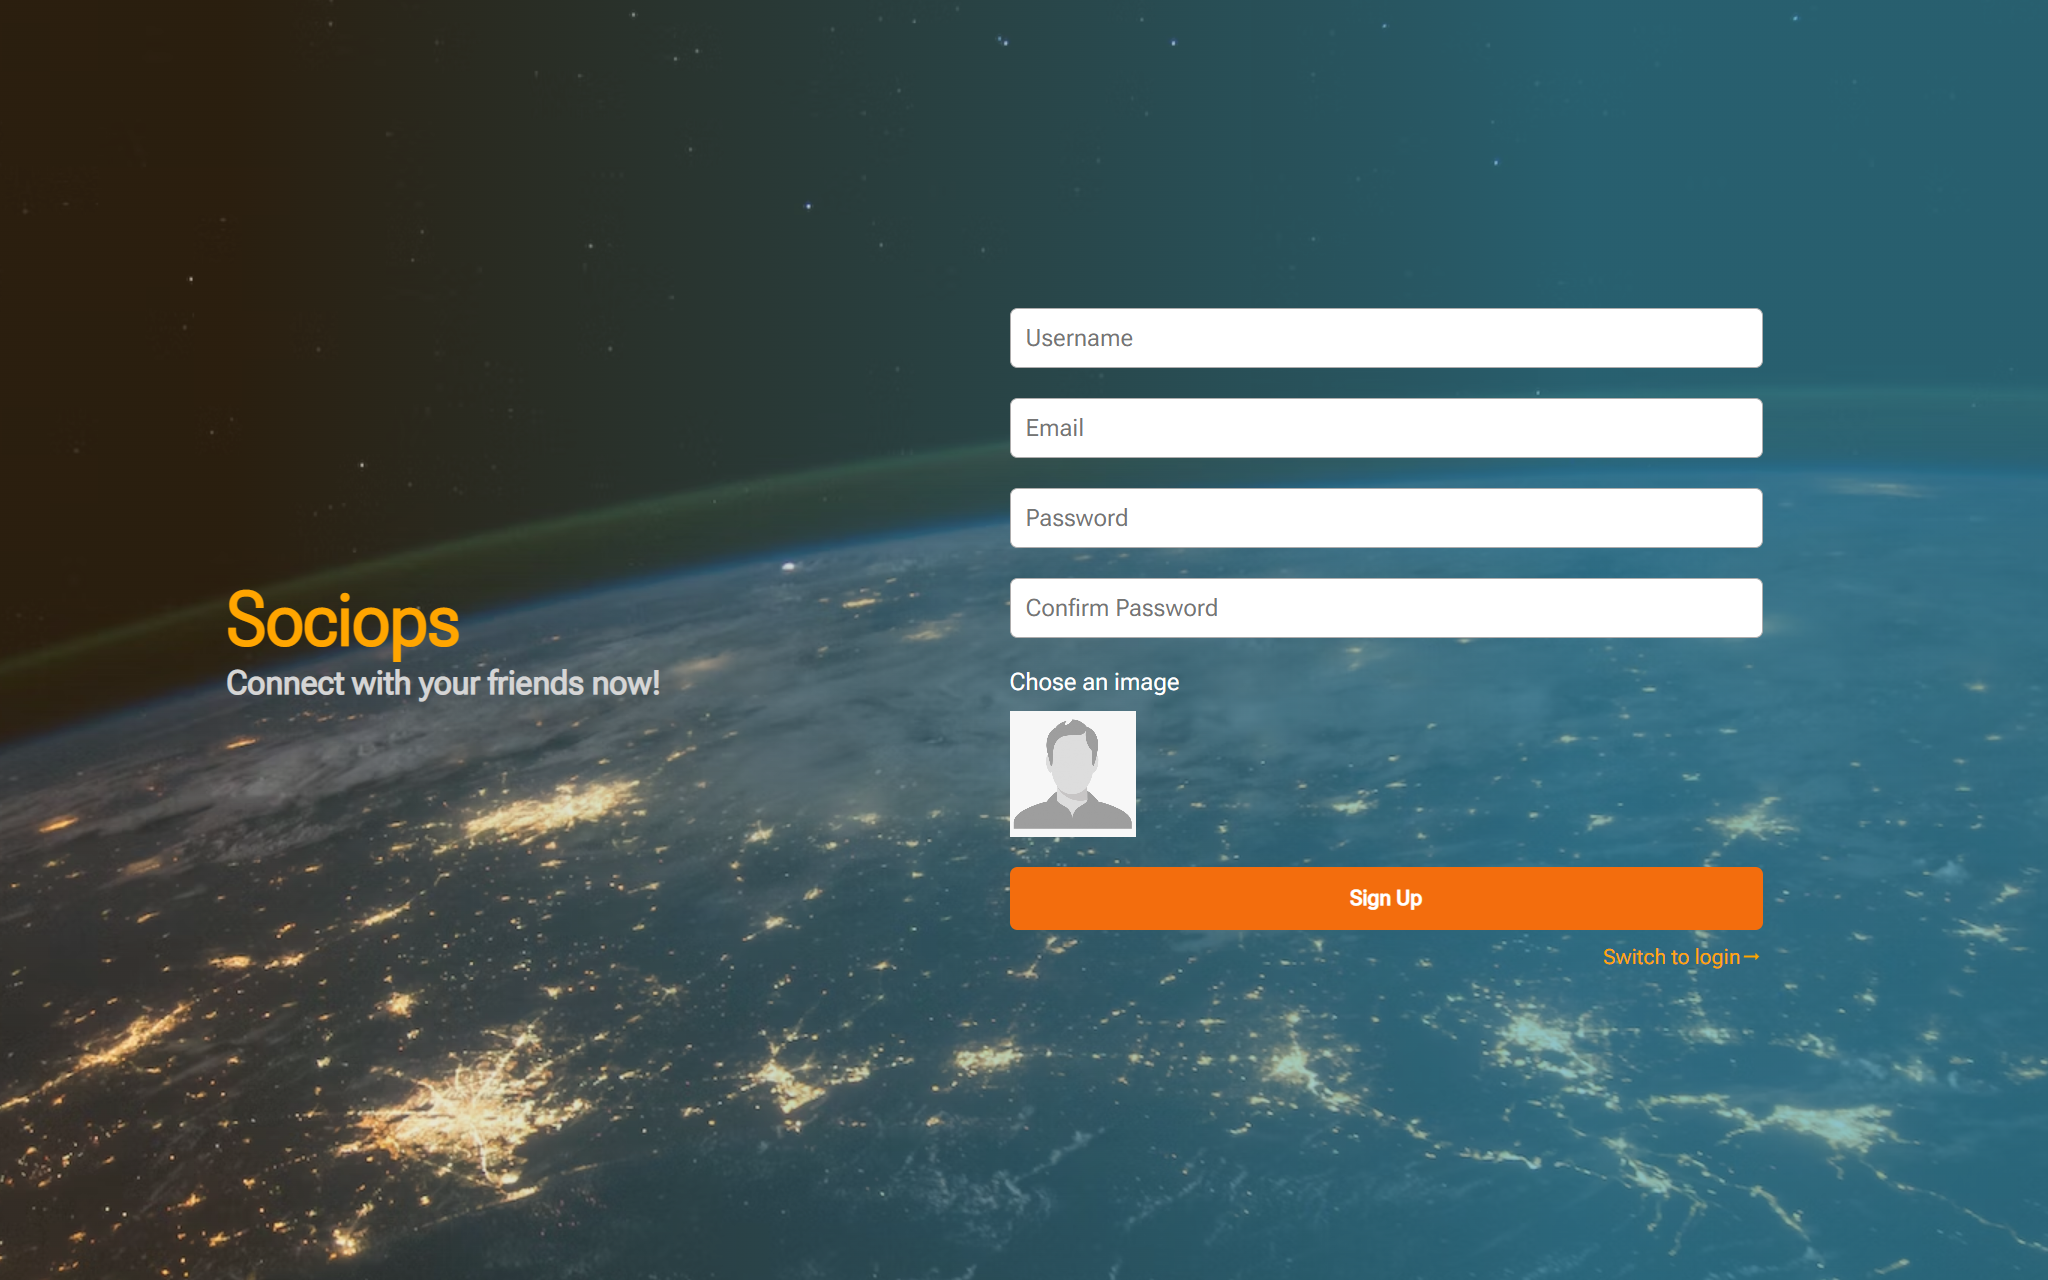 Sociops
Connect with your friends now!
Username
Email
Password
Confirm Password
Chose an image
Sign Up
Switch to login→